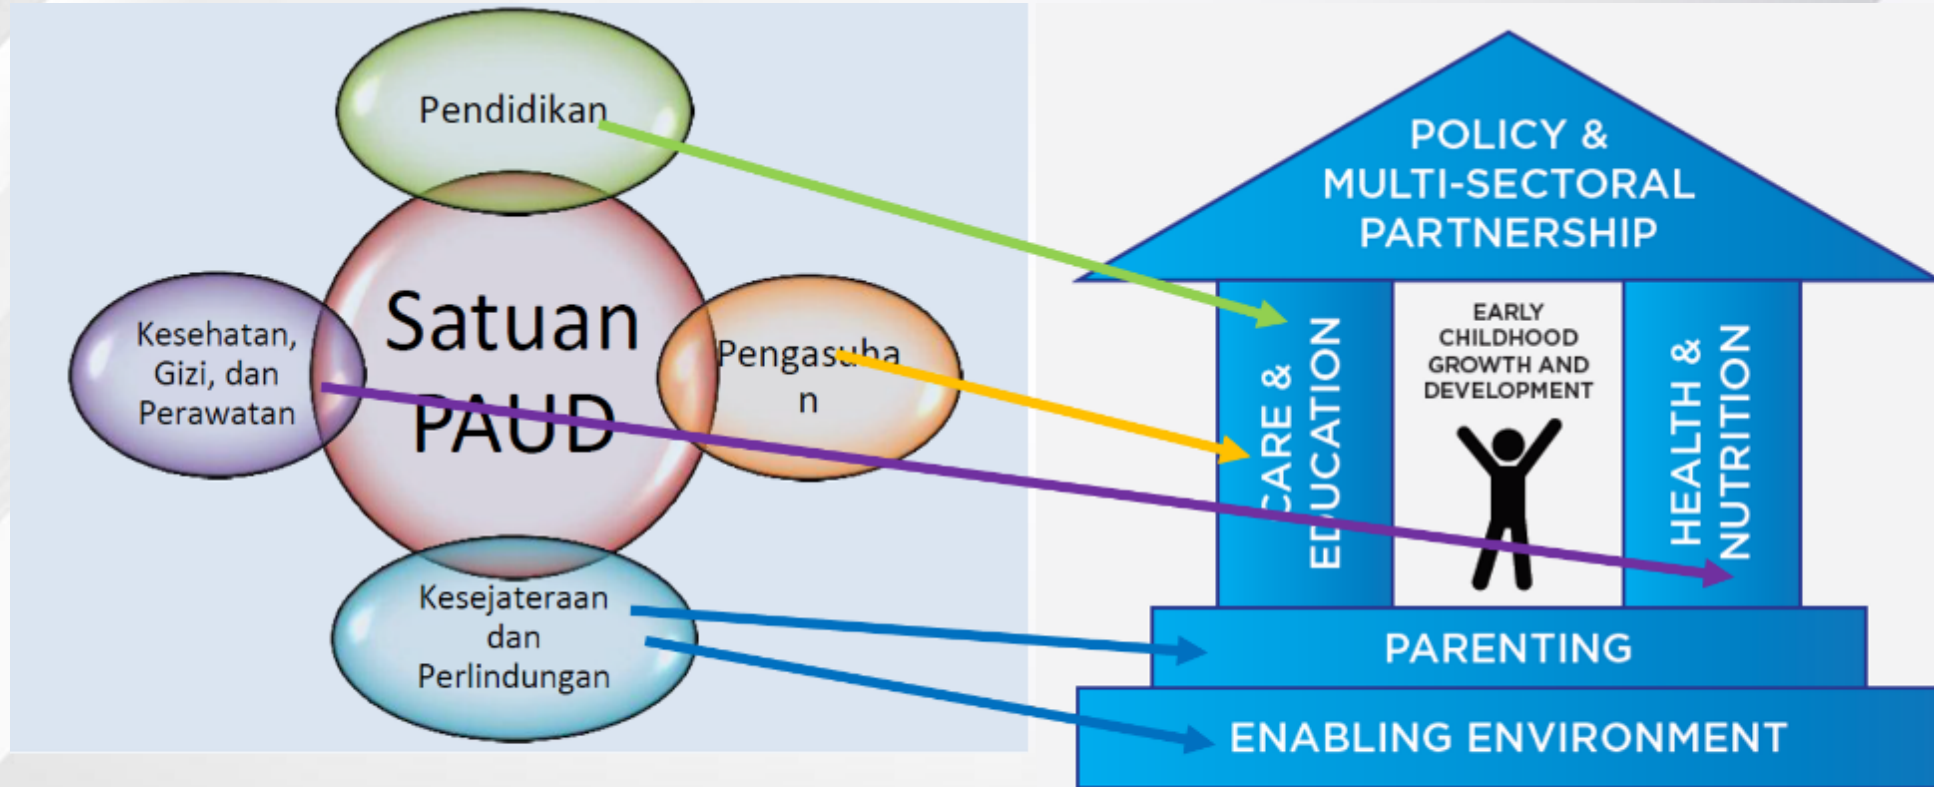 Pendidikan
Satuan
PAUD
Kesehatan,
Gizi, dan
Perawatan
Pengasuha
n
Kesejateraan
dan
Perlindungan
POLICY &
MULTI-SECTORAL
PARTNERSHIP
CARE &
EDUCATION
EARLY
CHILDHOOD
GROWTH AND
DEVELOPMENT
HEALTH &
NUTRITION
PARENTING
ENABLING ENVIRONMENT